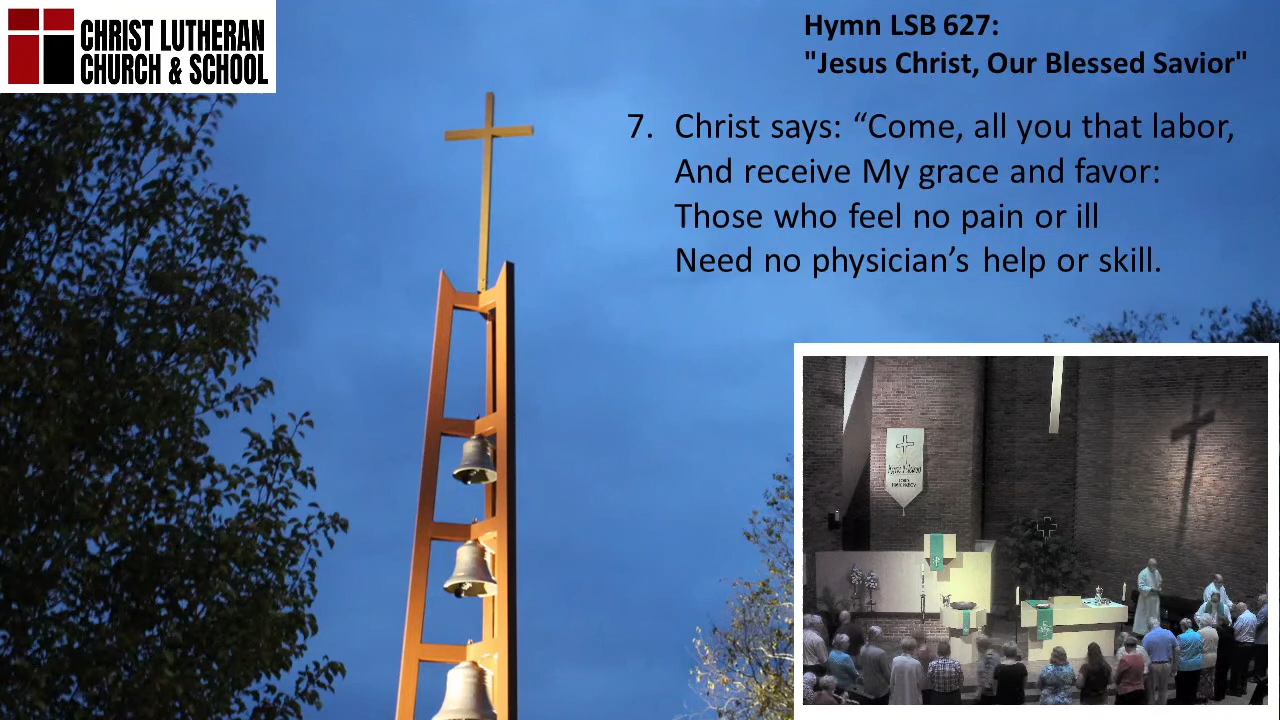 CHRIST LUTHERAN
CHURCH & SCHOOL
Hymn LSB 627:
"Jesus Christ, Our Blessed Savior"
7. Christ says: “Come, all you that labor,
And receive My grace and favor:
Those who feel no pain or ill
Need no physician’s help or skill.